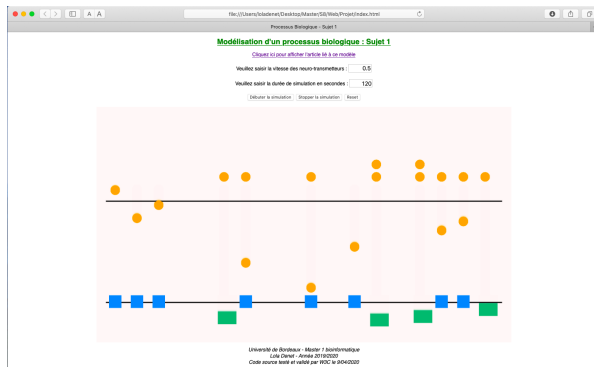 A A
file:///Users/loladenet/Desktop/Master/S8/Web/Projet/index.html
Processus Biologique - Sujet 1
Modélisation d'un processus biologique : Sujet 1
Cliquez ici pour afficher l'article lié à ce modèle
Veuillez saisir la vitesse des neuro-transmetteurs : 0.5
Veuillez saisir la durée de simulation en secondes : 120
Débuter la simulation Stopper la simulation Reset
Université de Bordeaux - Master 1 bioinformatique
Lola Denet - Année 2019/2020
Code source testé et validé par W3C le 9/04/2020